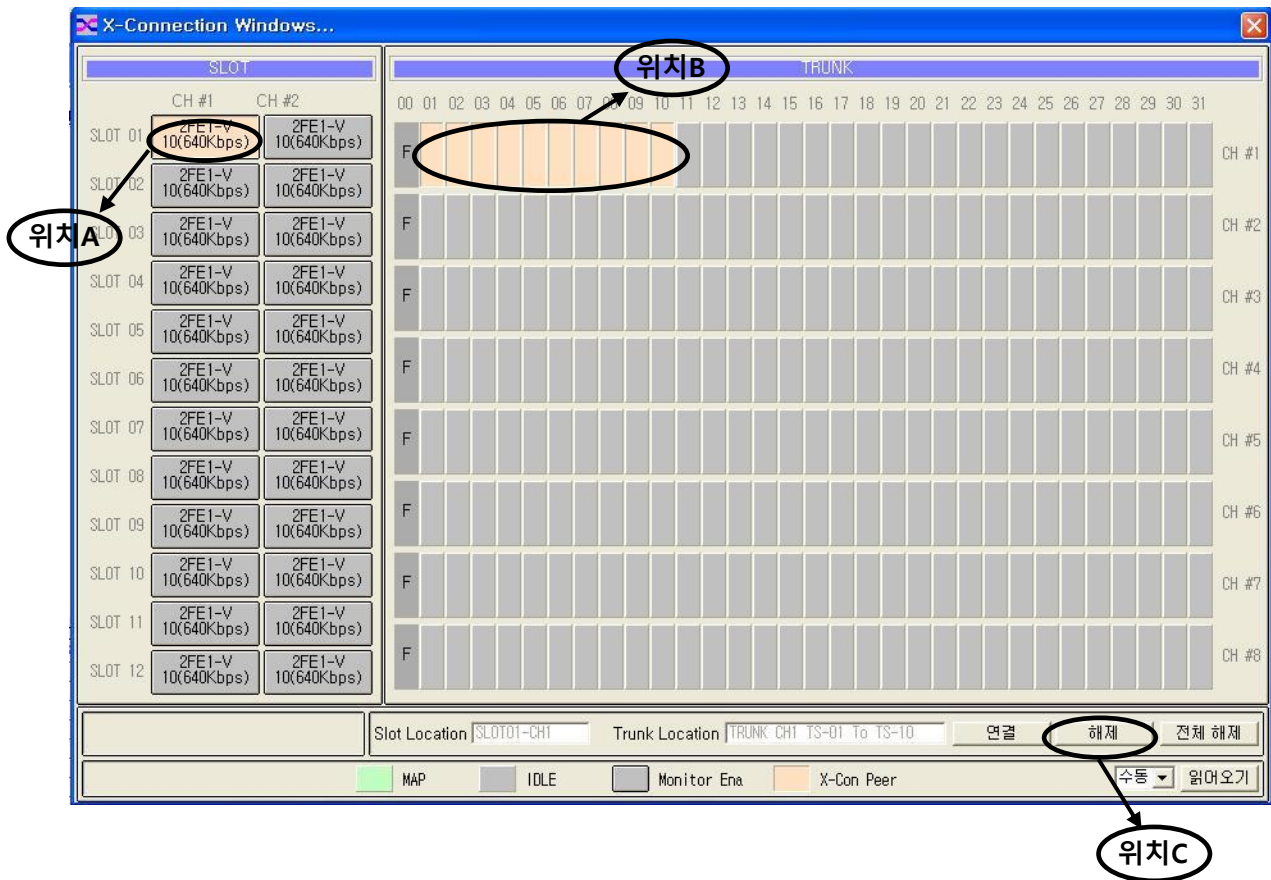 X-Connection Windows...
SLOT
CH #1 CH #2
SLOT 01 2FE1-V 10(640Kbps) 2FE1-V 10(640Kbps)
SLOT 02 2FE1-V 10(640Kbps) 2FE1-V 10(640Kbps)
SLOT 03 2FE1-V 10(640Kbps) 2FE1-V 10(640Kbps)
SLOT 04 2FE1-V 10(640Kbps) 2FE1-V 10(640Kbps)
SLOT 05 2FE1-V 10(640Kbps) 2FE1-V 10(640Kbps)
SLOT 06 2FE1-V 10(640Kbps) 2FE1-V 10(640Kbps)
SLOT 07 2FE1-V 10(640Kbps) 2FE1-V 10(640Kbps)
SLOT 08 2FE1-V 10(640Kbps) 2FE1-V 10(640Kbps)
SLOT 09 2FE1-V 10(640Kbps) 2FE1-V 10(640Kbps)
SLOT 10 2FE1-V 10(640Kbps) 2FE1-V 10(640Kbps)
SLOT 11 2FE1-V 10(640Kbps) 2FE1-V 10(640Kbps)
SLOT 12 2FE1-V 10(640Kbps) 2FE1-V 10(640Kbps)
위치A
위치B
TRUNK
00 01 02 03 04 05 06 07 08 09 10 11 12 13 14 15 16 17 18 19 20 21 22 23 24 25 26 27 28 29 30 31
F CH #1
F CH #2
F CH #3
F CH #4
F CH #5
F CH #6
F CH #7
F CH #8
Slot Location SLOT01-CH1 Trunk Location TRUNK CH1 TS-01 To TS-10 연결 해제 전체 해제
MAP IDLE Monitor Ena X-Con Peer 수동 읽어오기
위치C